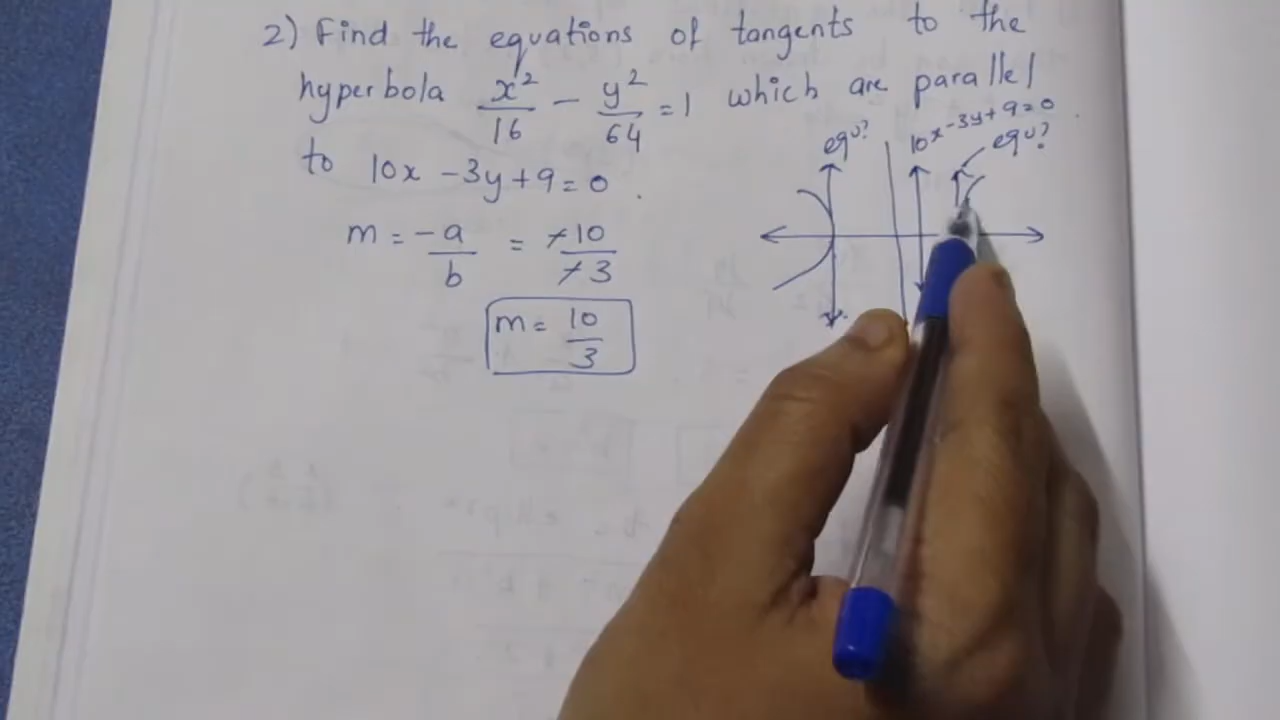 2) Find the equations of tangents to the
hyperbola x²/16 - y²/64 = 1 which are parallel
to 10x - 3y + 9 = 0 .
equ?
10x - 3y + 9 = 0
equ?
m = -a/b = -10/-3
m = 10/3